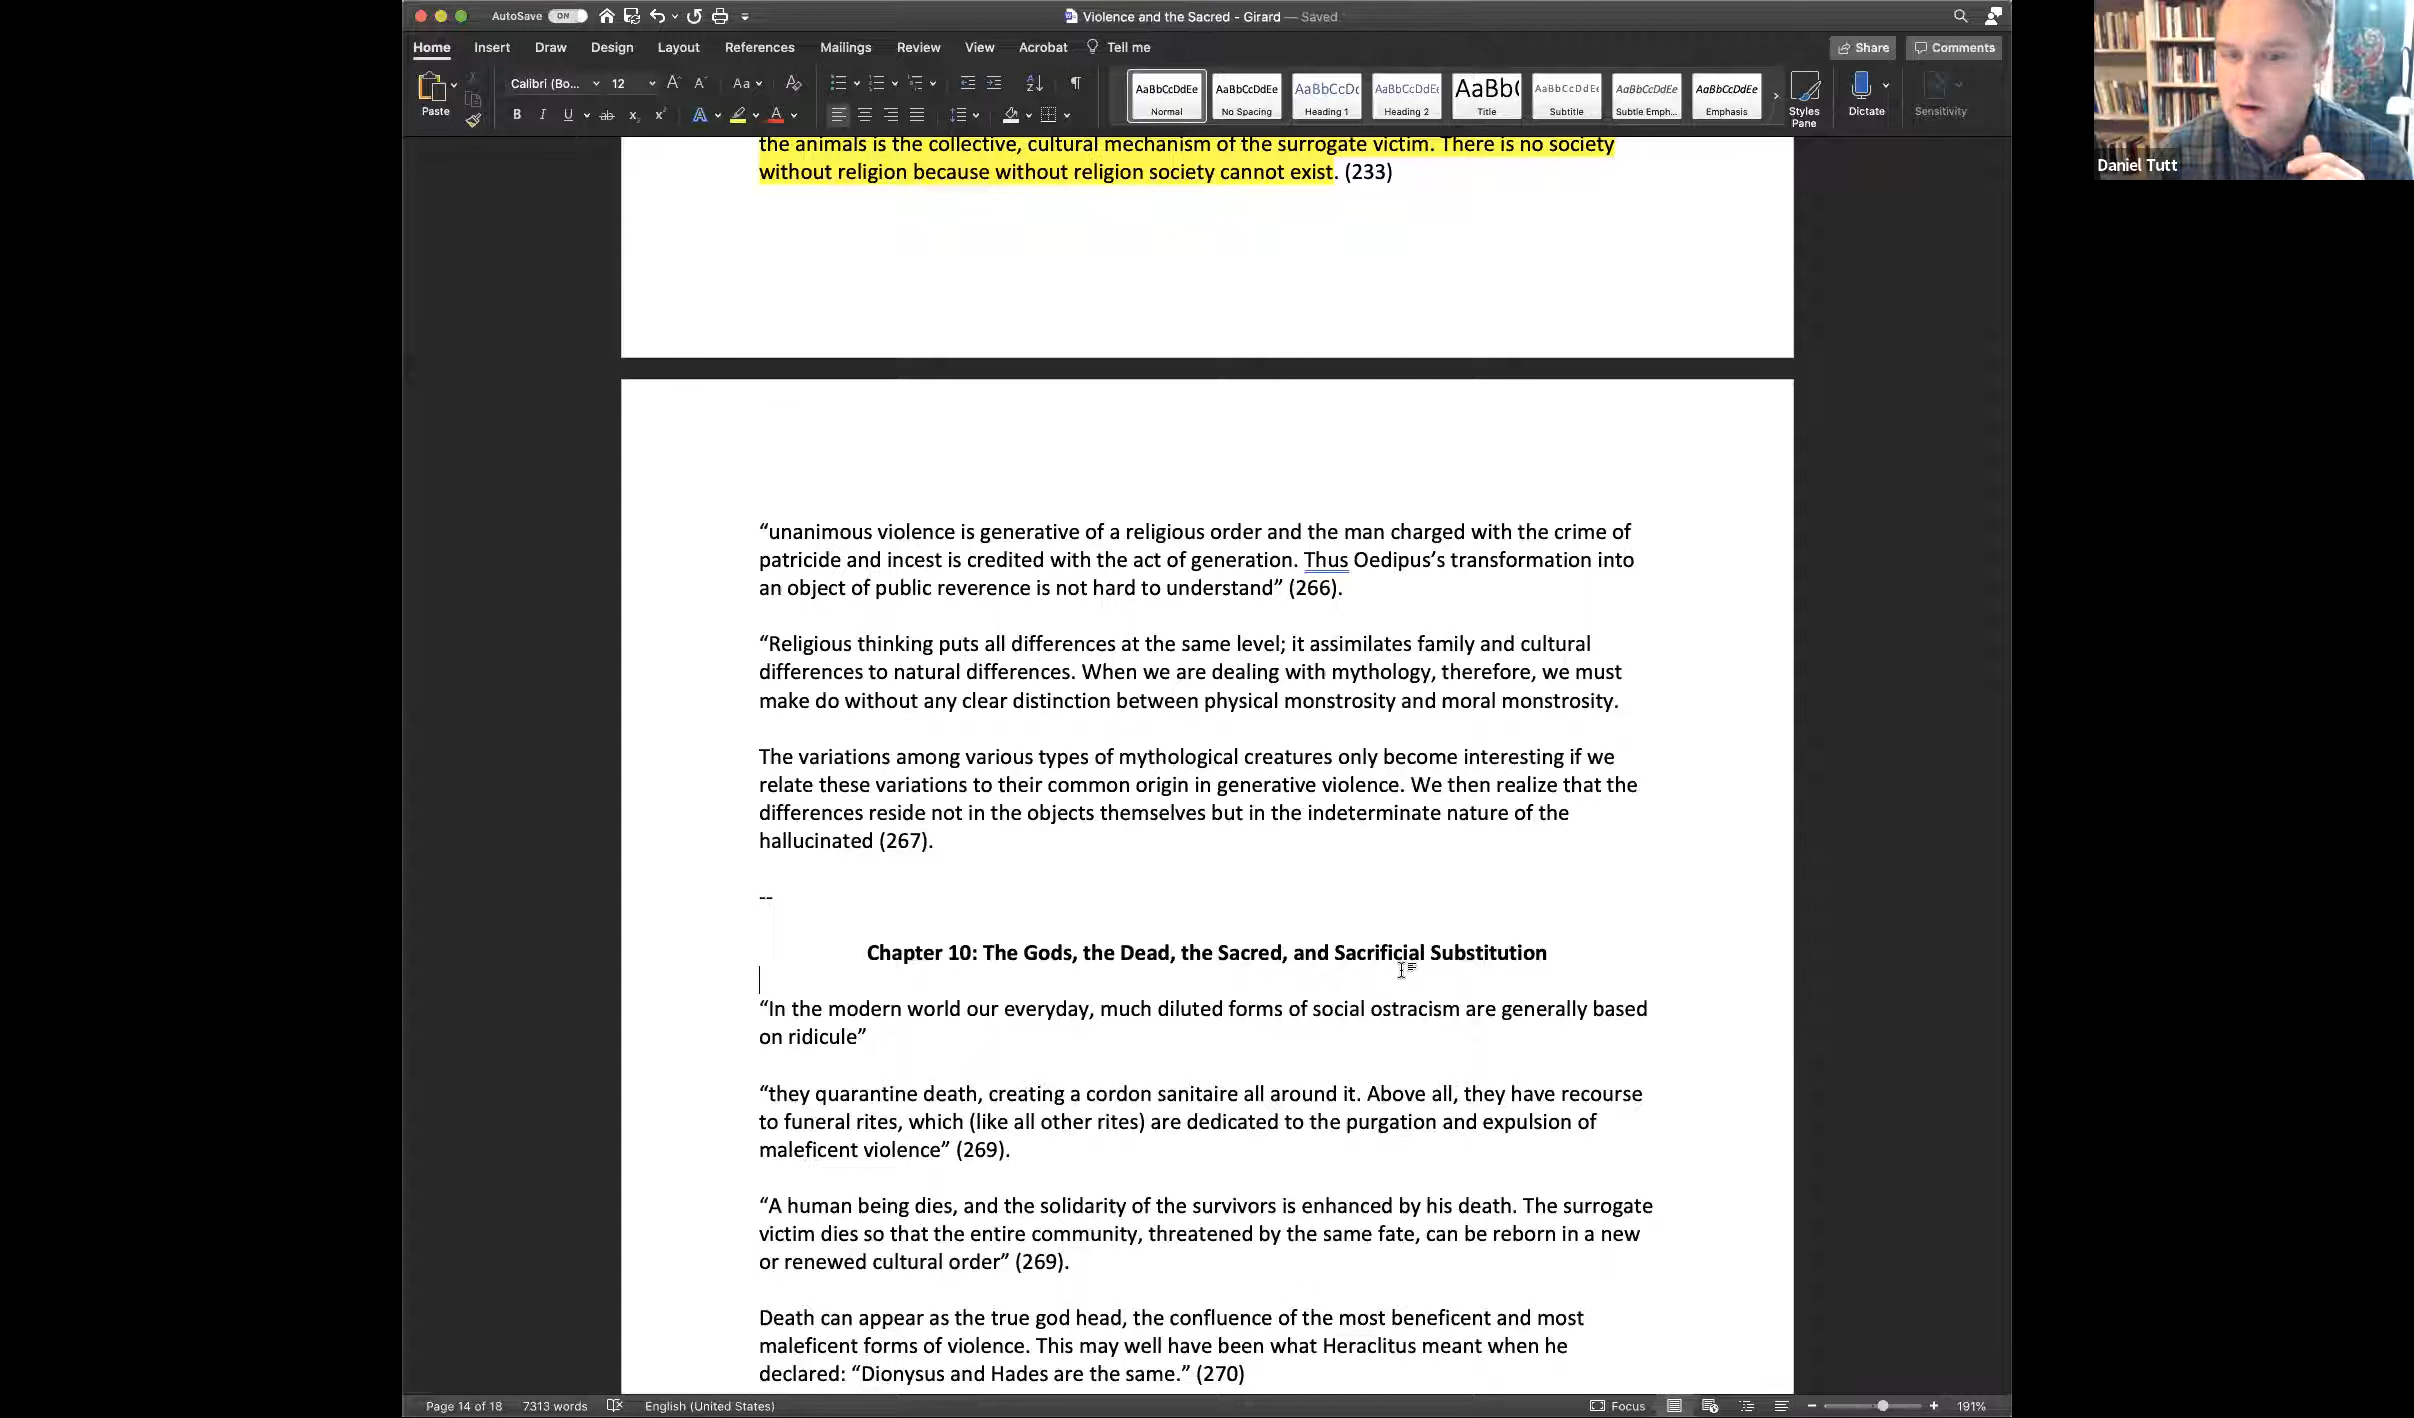 AutoSave ON Violence and the Sacred - Girard — Saved
Home Insert Draw Design Layout References Mailings Review View Acrobat Tell me Share Comments
Paste Calibri (Bo... 12 Aa
AaBbCcDdEe AaBbCcDdEe AaBbCcDc AaBbCcDdEe AaBb( AaBbCcDdEe AaBbCcDdEe AaBbCcDdEe
Normal No Spacing Heading 1 Heading 2 Title Subtitle Subtle Emph... Emphasis Styles Pane Dictate Sensitivity
Daniel Tutt
the animals is the collective, cultural mechanism of the surrogate victim. There is no society
without religion because without religion society cannot exist. (233)
“unanimous violence is generative of a religious order and the man charged with the crime of
patricide and incest is credited with the act of generation. Thus Oedipus’s transformation into
an object of public reverence is not hard to understand” (266).
“Religious thinking puts all differences at the same level; it assimilates family and cultural
differences to natural differences. When we are dealing with mythology, therefore, we must
make do without any clear distinction between physical monstrosity and moral monstrosity.
The variations among various types of mythological creatures only become interesting if we
relate these variations to their common origin in generative violence. We then realize that the
differences reside not in the objects themselves but in the indeterminate nature of the
hallucinated (267).
--
Chapter 10: The Gods, the Dead, the Sacred, and Sacrificial Substitution
“In the modern world our everyday, much diluted forms of social ostracism are generally based
on ridicule”
“they quarantine death, creating a cordon sanitaire all around it. Above all, they have recourse
to funeral rites, which (like all other rites) are dedicated to the purgation and expulsion of
maleficent violence” (269).
“A human being dies, and the solidarity of the survivors is enhanced by his death. The surrogate
victim dies so that the entire community, threatened by the same fate, can be reborn in a new
or renewed cultural order” (269).
Death can appear as the true god head, the confluence of the most beneficent and most
maleficent forms of violence. This may well have been what Heraclitus meant when he
declared: “Dionysus and Hades are the same.” (270)
Page 14 of 18 7313 words English (United States) Focus 191%